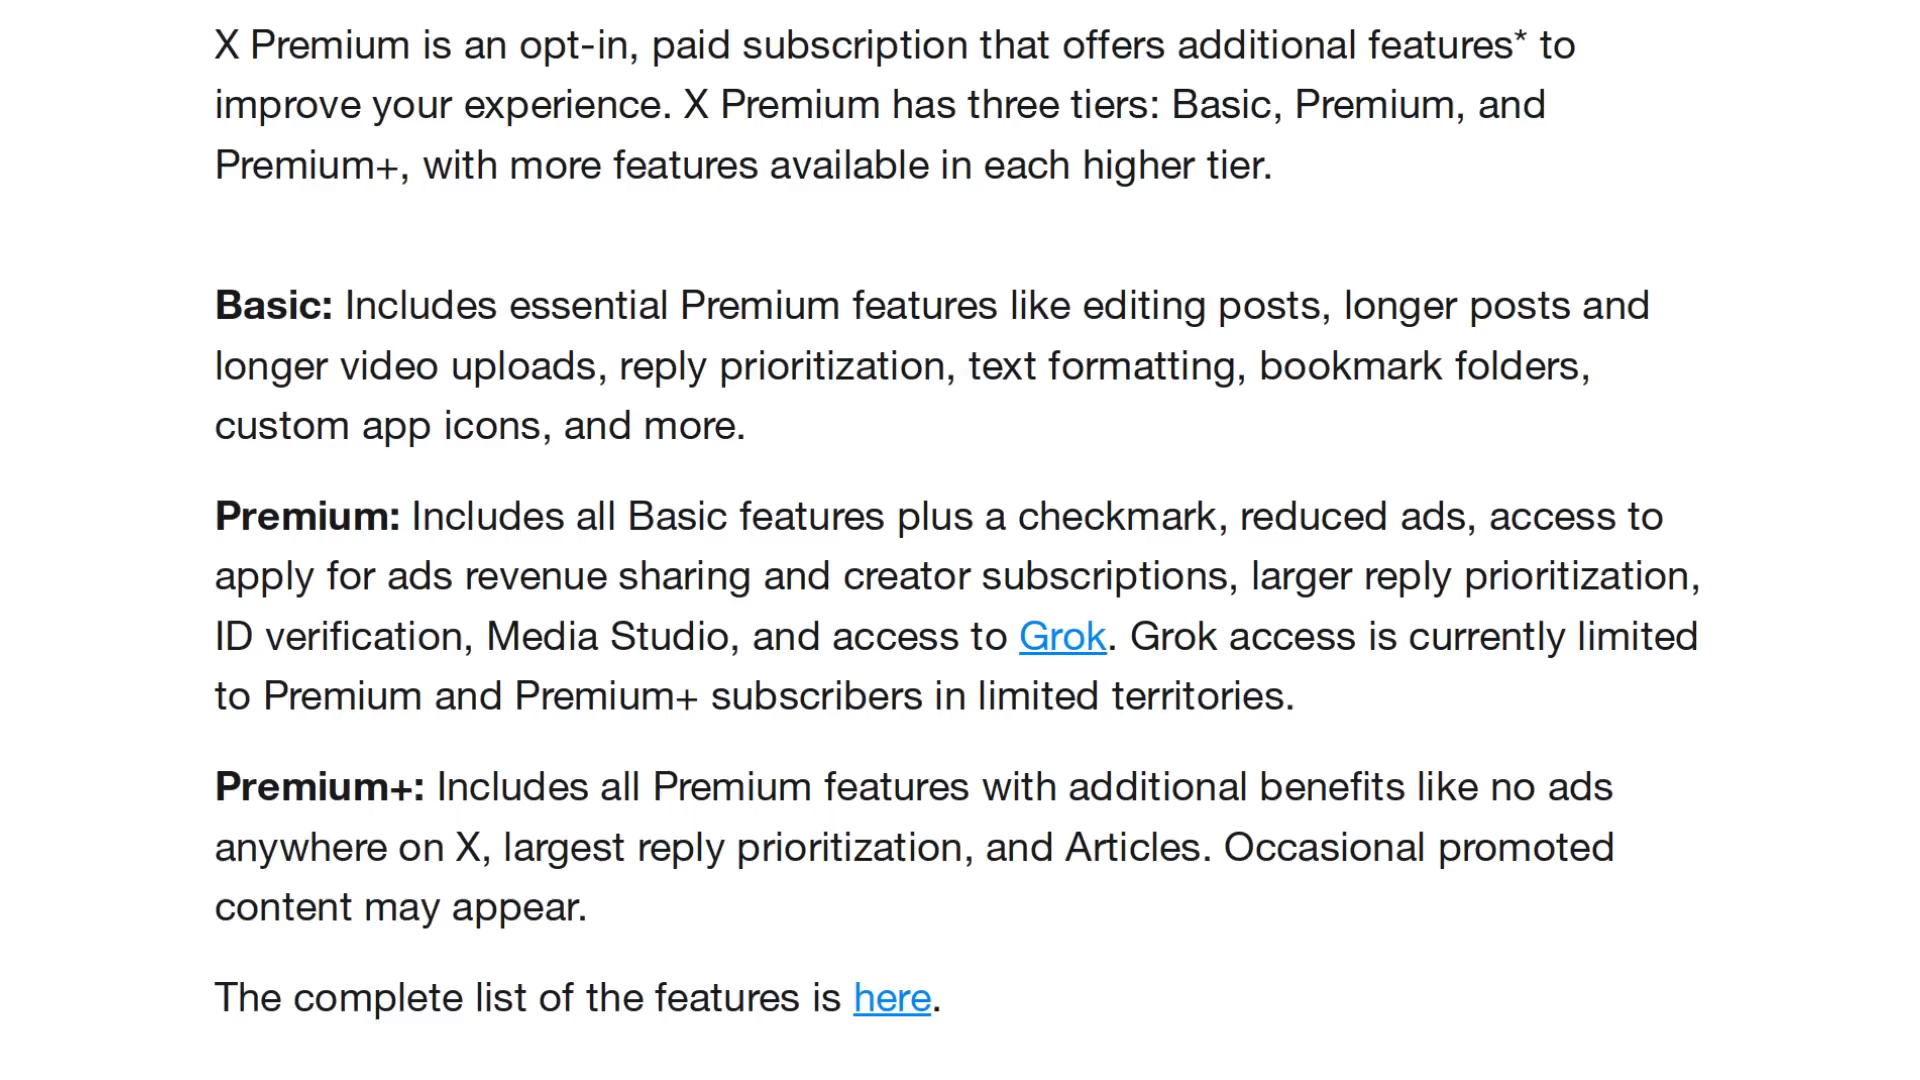 X Premium is an opt-in, paid subscription that offers additional features* to
improve your experience. X Premium has three tiers: Basic, Premium, and
Premium+, with more features available in each higher tier.
Basic: Includes essential Premium features like editing posts, longer posts and
longer video uploads, reply prioritization, text formatting, bookmark folders,
custom app icons, and more.
Premium: Includes all Basic features plus a checkmark, reduced ads, access to
apply for ads revenue sharing and creator subscriptions, larger reply prioritization,
ID verification, Media Studio, and access to Grok. Grok access is currently limited
to Premium and Premium+ subscribers in limited territories.
Premium+: Includes all Premium features with additional benefits like no ads
anywhere on X, largest reply prioritization, and Articles. Occasional promoted
content may appear.
The complete list of the features is here.